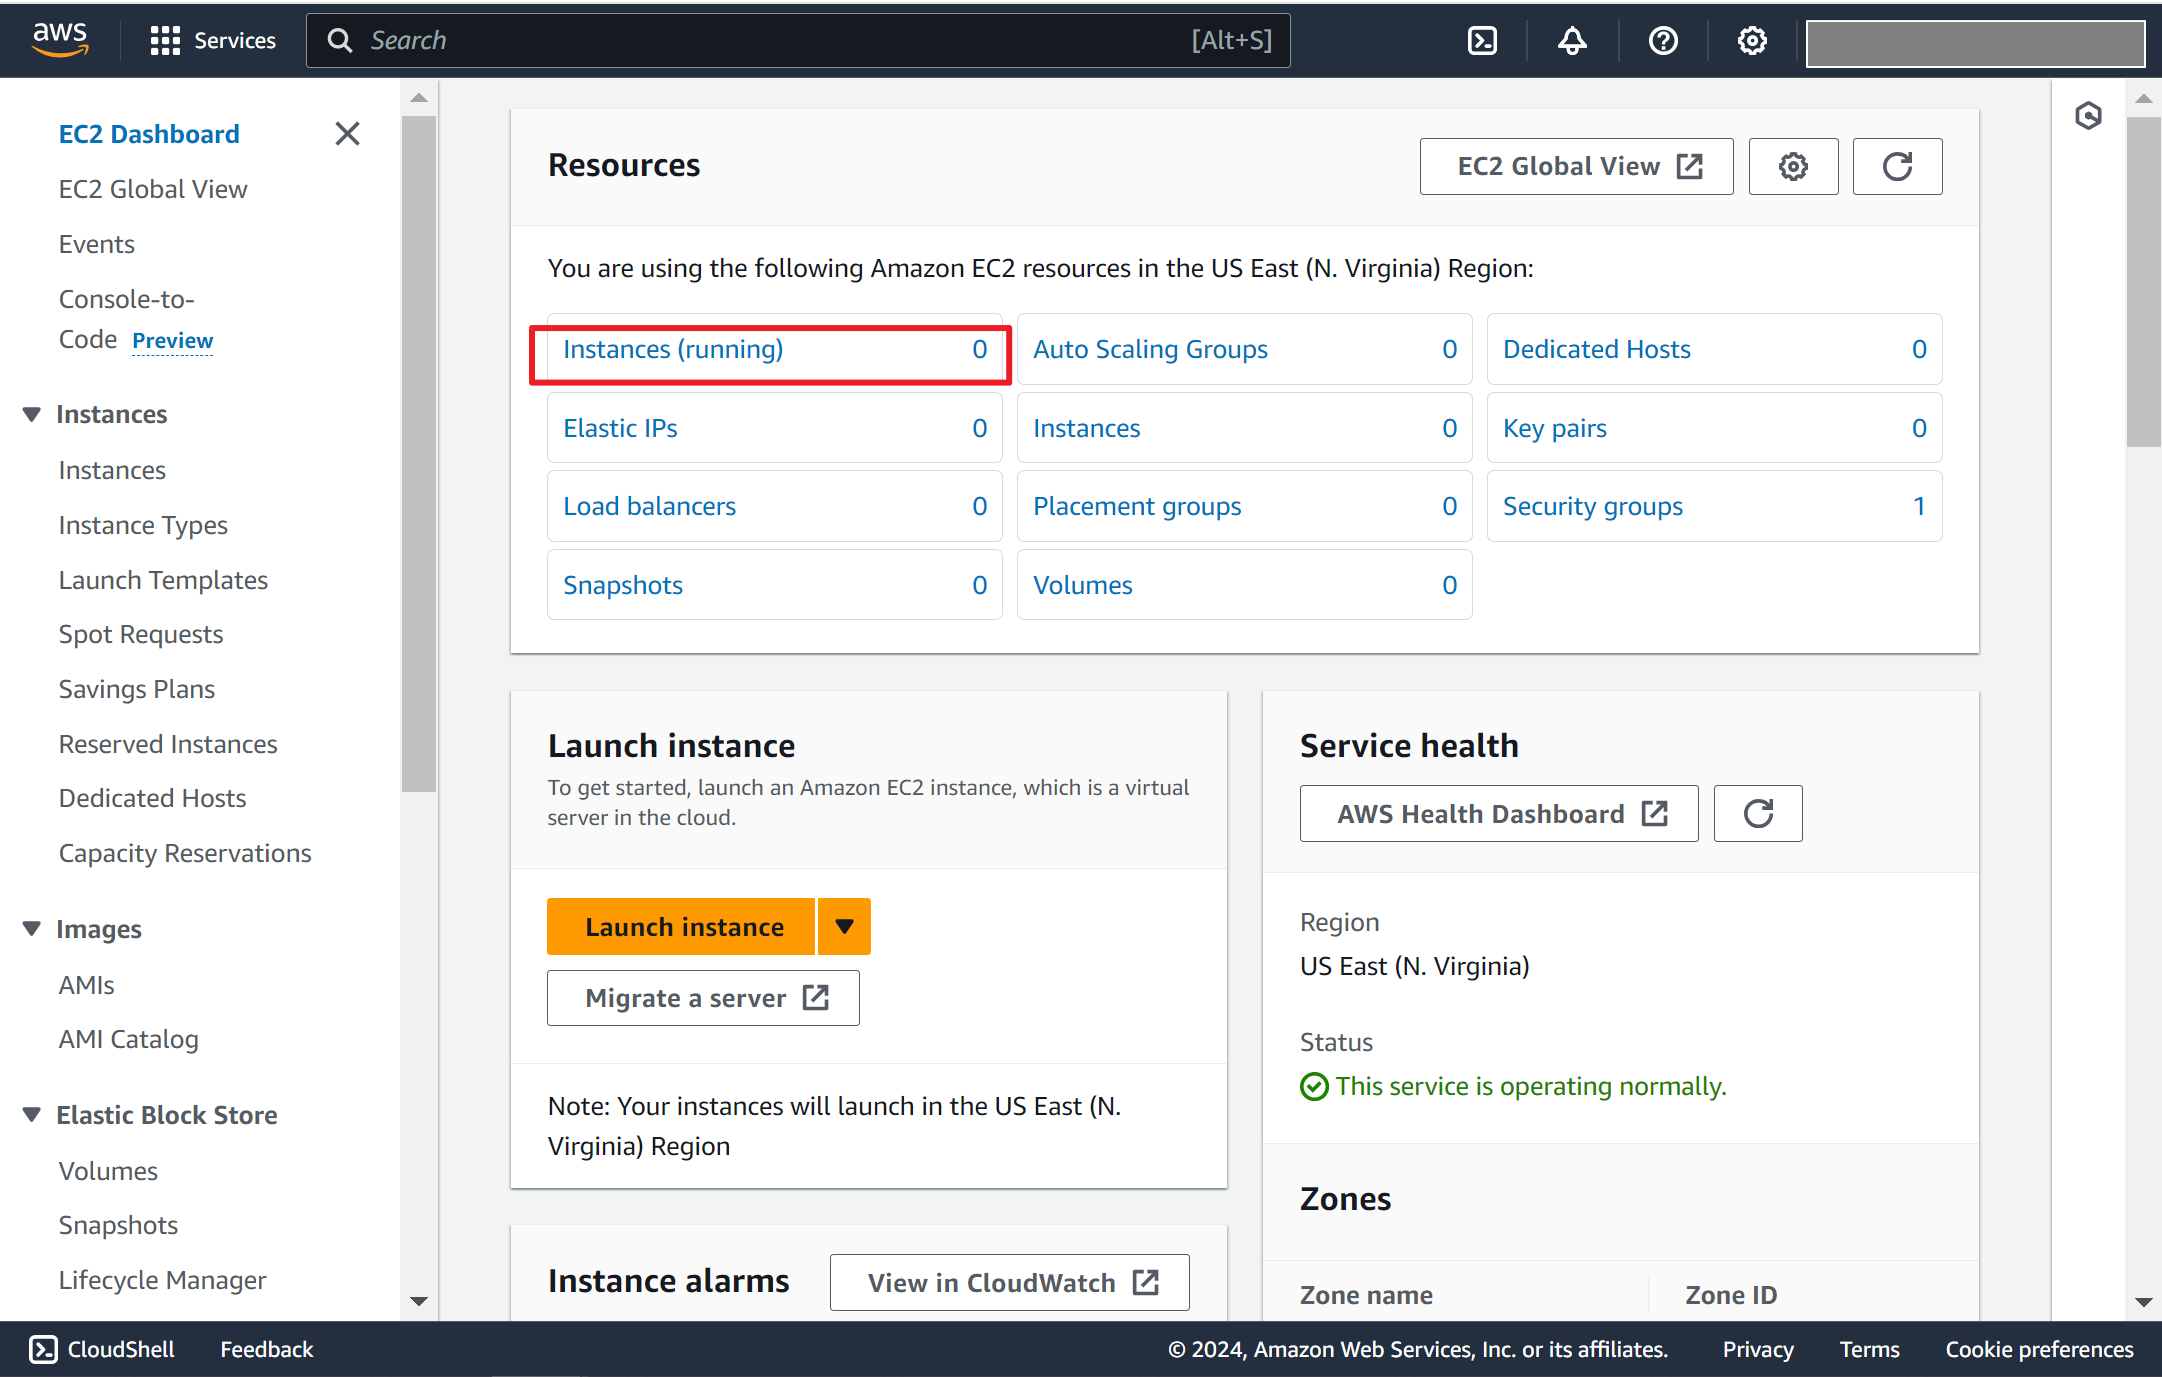 aws
Services
Search [Alt+S]
EC2 Dashboard
EC2 Global View
Events
Console-to-
Code Preview
Instances
Instances
Instance Types
Launch Templates
Spot Requests
Savings Plans
Reserved Instances
Dedicated Hosts
Capacity Reservations
Images
AMIs
AMI Catalog
Elastic Block Store
Volumes
Snapshots
Lifecycle Manager
Resources
EC2 Global View
You are using the following Amazon EC2 resources in the US East (N. Virginia) Region:
Instances (running) 0
Auto Scaling Groups 0
Dedicated Hosts 0
Elastic IPs 0
Instances 0
Key pairs 0
Load balancers 0
Placement groups 0
Security groups 1
Snapshots 0
Volumes 0
Launch instance
To get started, launch an Amazon EC2 instance, which is a virtual
server in the cloud.
Launch instance
Migrate a server
Note: Your instances will launch in the US East (N.
Virginia) Region
Instance alarms
View in CloudWatch
Service health
AWS Health Dashboard
Region
US East (N. Virginia)
Status
This service is operating normally.
Zones
Zone name
Zone ID
CloudShell
Feedback
© 2024, Amazon Web Services, Inc. or its affiliates.
Privacy
Terms
Cookie preferences